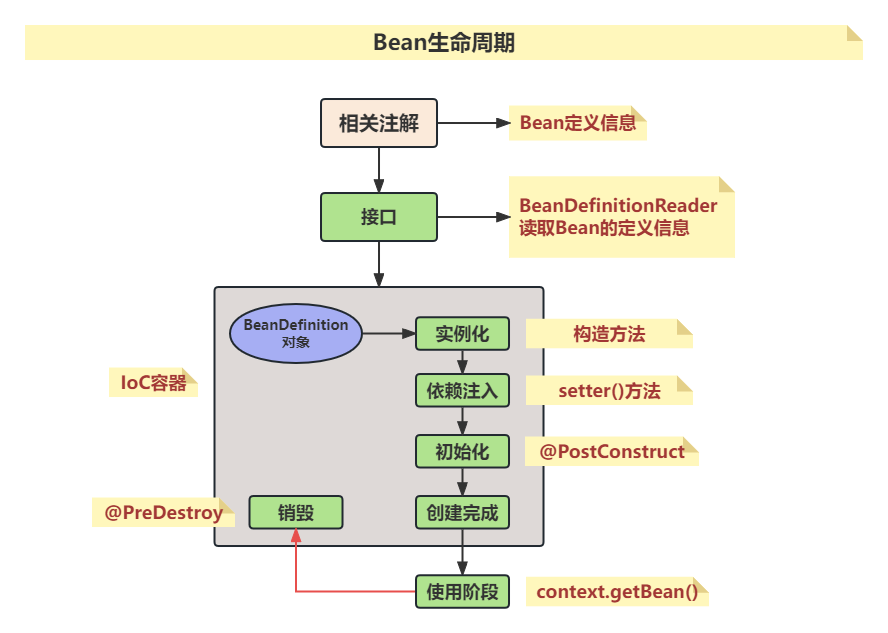 Bean生命周期
相关注解
Bean定义信息
接口
BeanDefinitionReader
读取Bean的定义信息
BeanDefinition
对象
实例化
构造方法
IoC容器
依赖注入
setter()方法
初始化
@PostConstruct
@PreDestroy
销毁
创建完成
使用阶段
context.getBean()